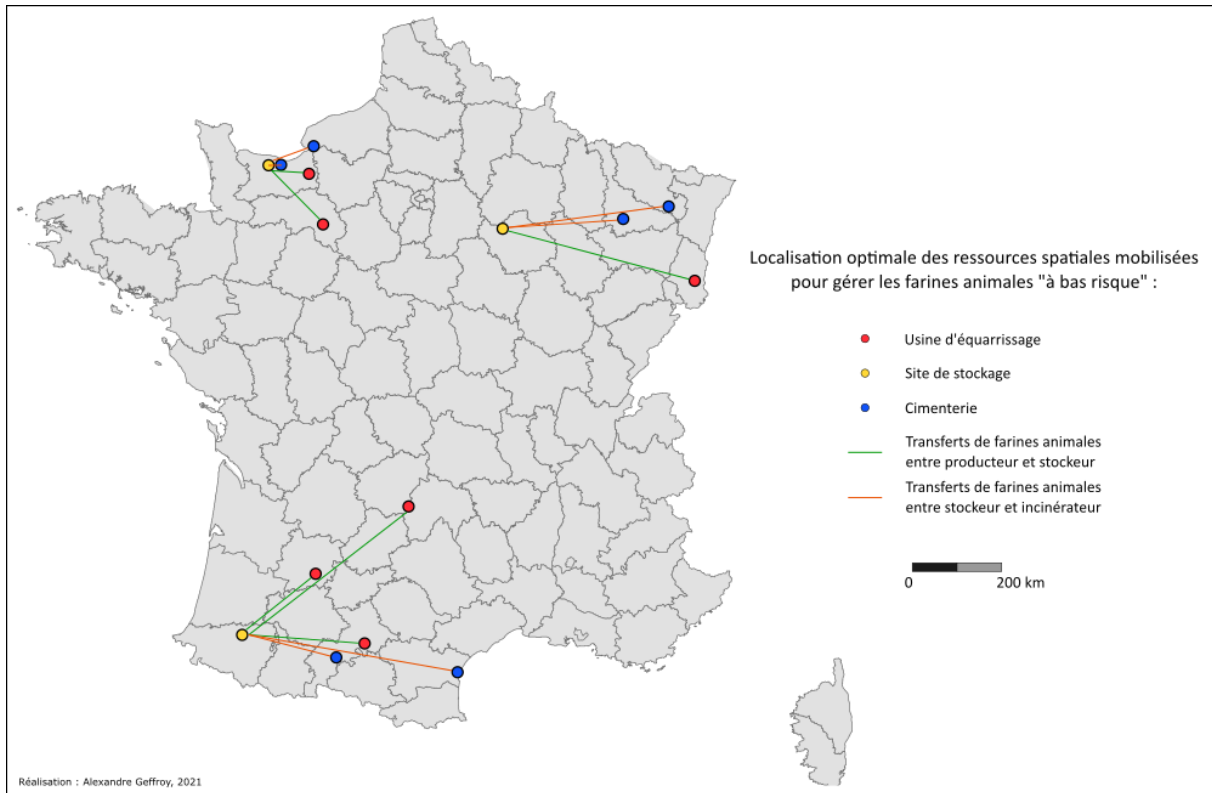 Localisation optimale des ressources spatiales mobilisées
pour gérer les farines animales "à bas risque" :
Usine d'équarrissage
Site de stockage
Cimenterie
Transferts de farines animales
entre producteur et stockeur
Transferts de farines animales
entre stockeur et incinérateur
0 200 km
Réalisation : Alexandre Geffroy, 2021